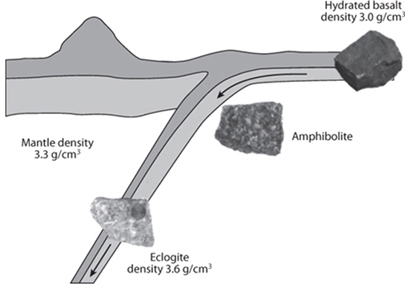 Hydrated basalt
density 3.0 g/cm³
Amphibolite
Mantle density
3.3 g/cm³
Eclogite
density 3.6 g/cm³